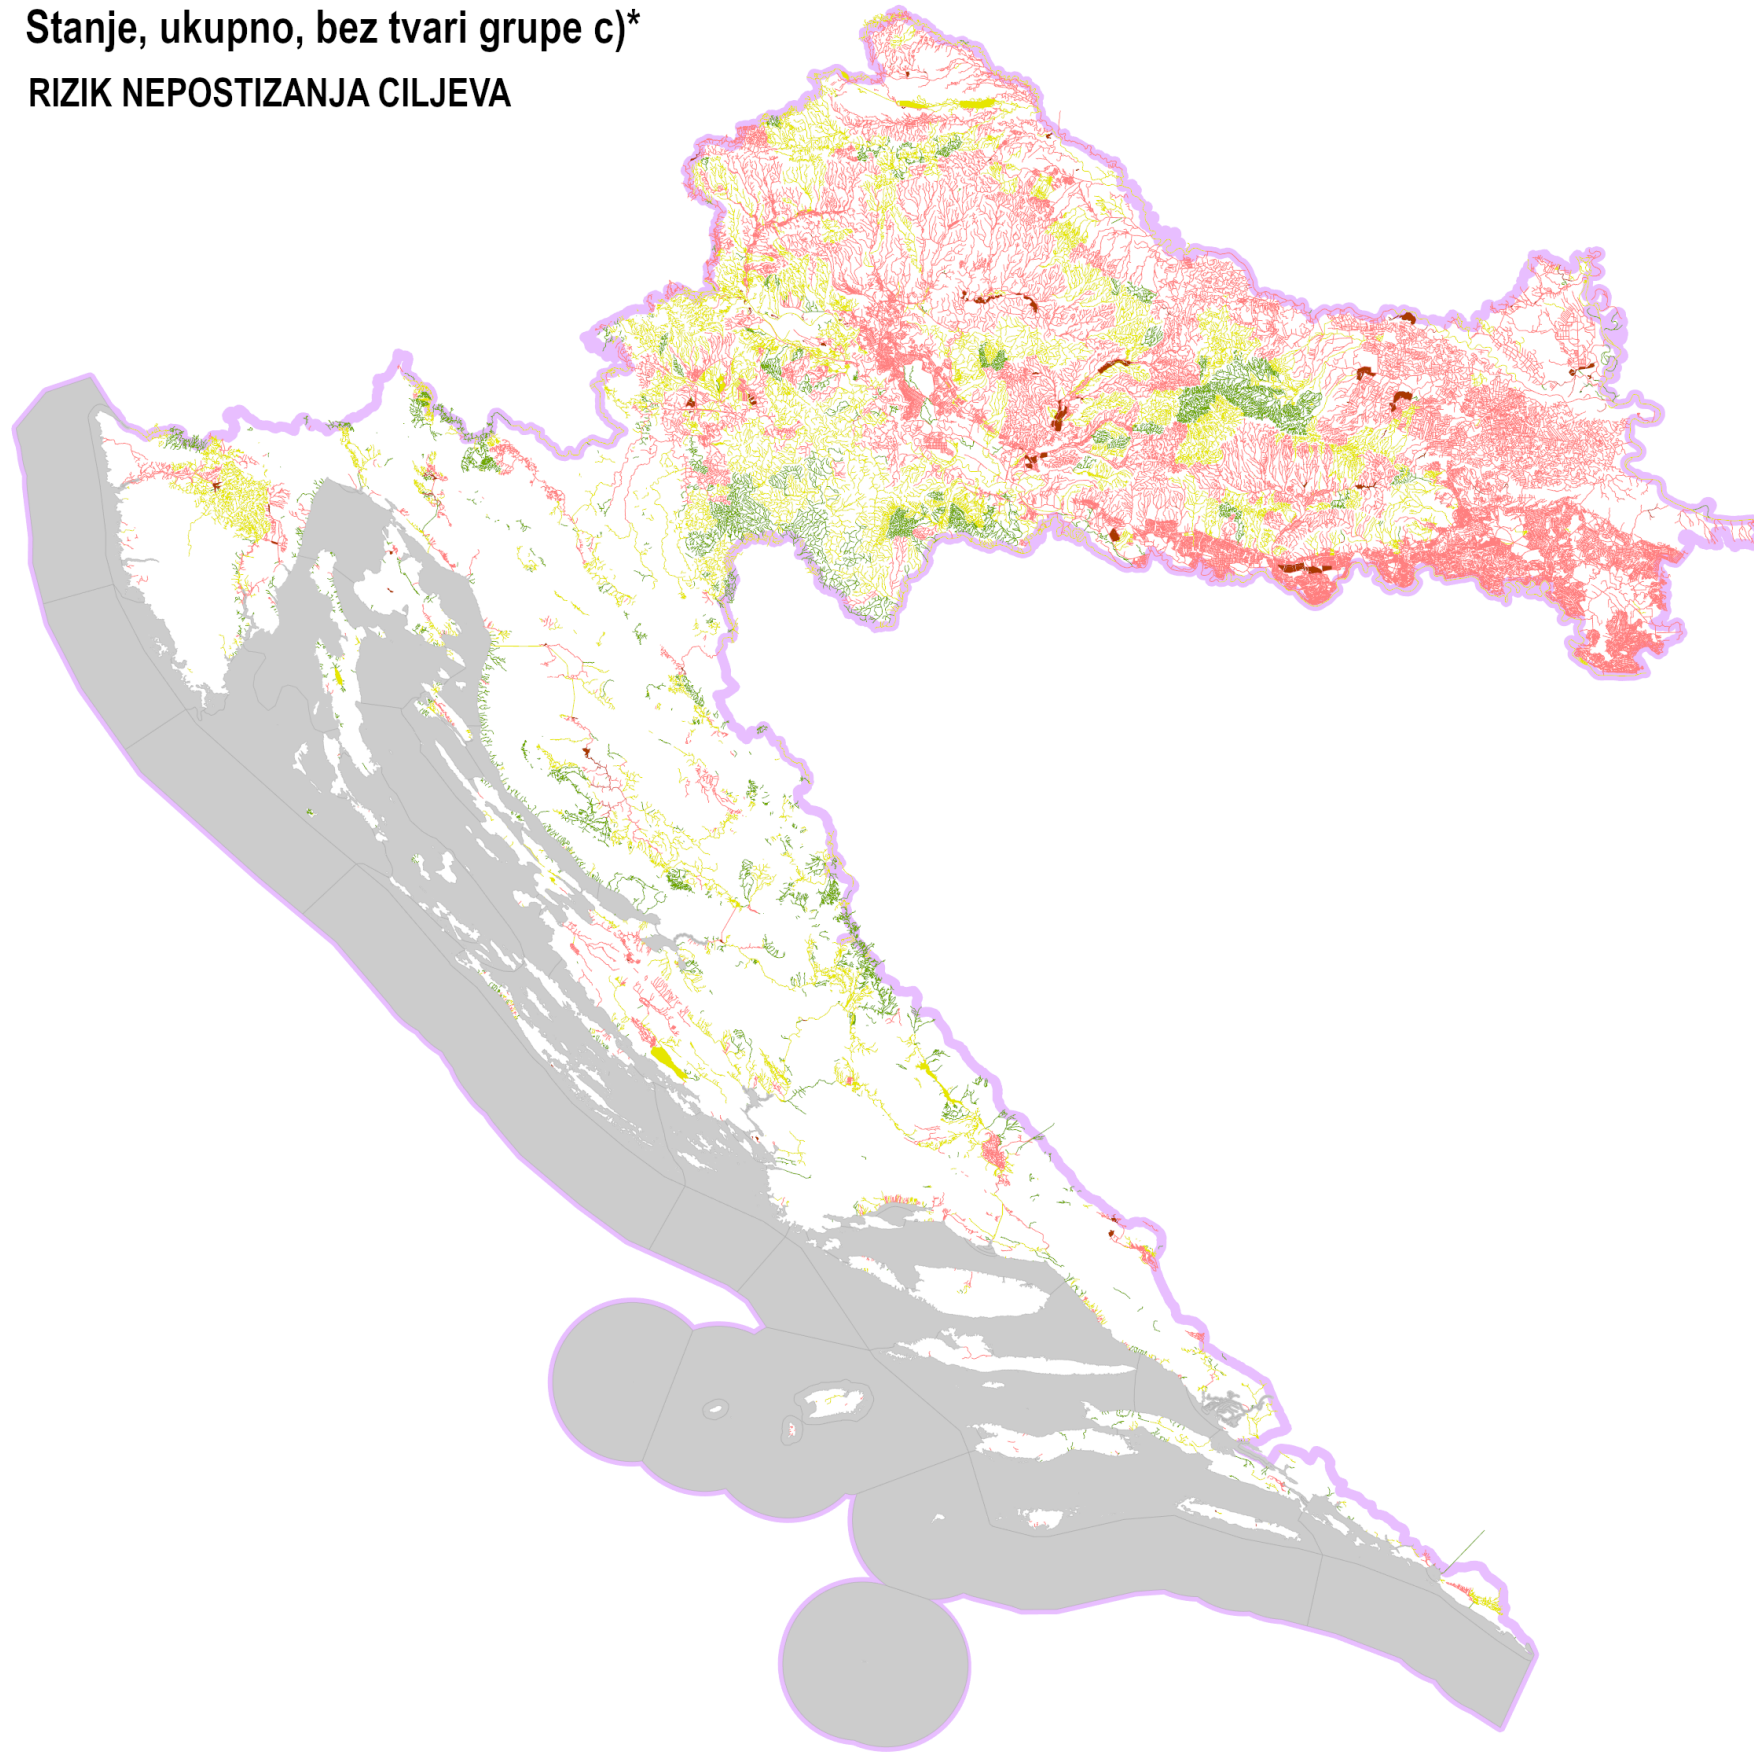 Stanje, ukupno, bez tvari grupe c)*
RIZIK NEPOSTIZANJA CILJEVA